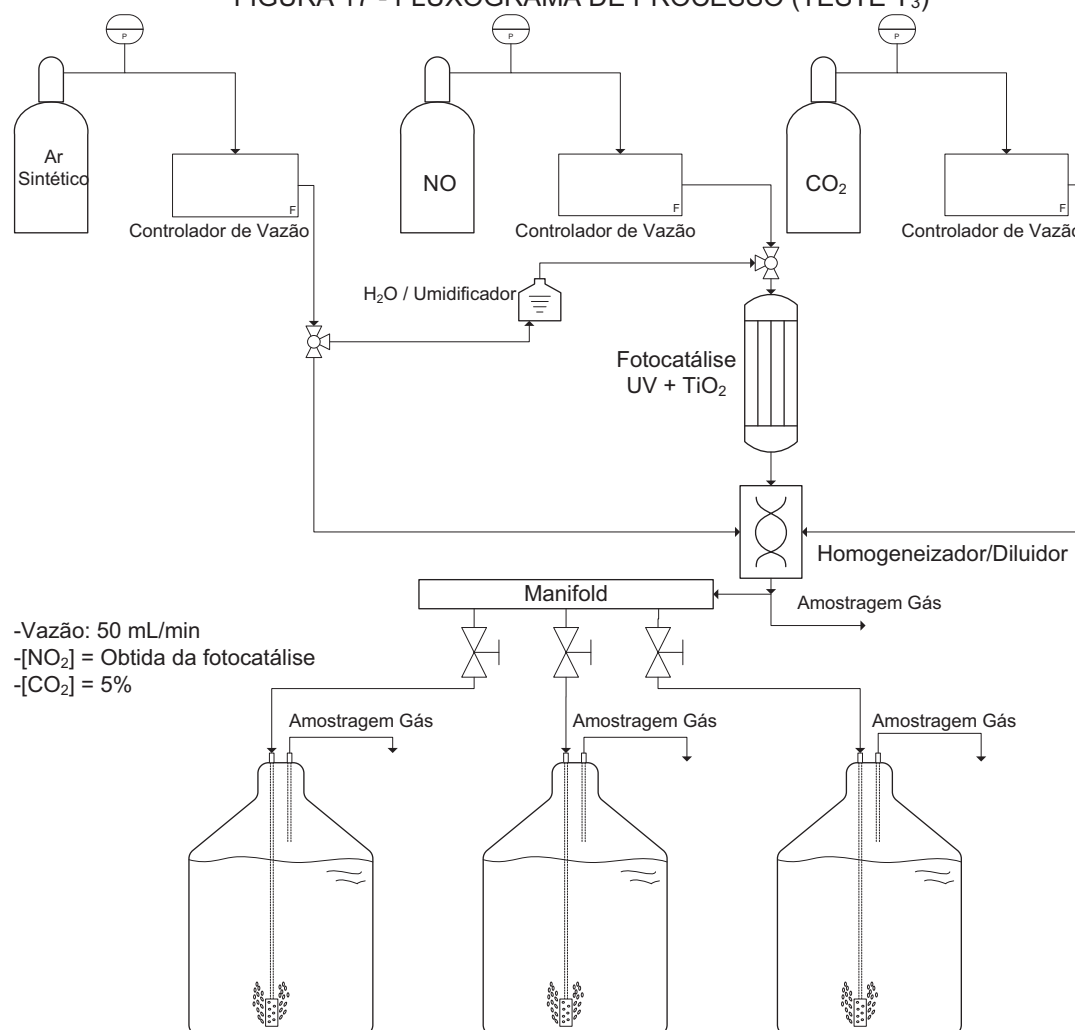 FIGURA 17 - FLUXOGRAMA DE PROCESSO (TESTE T₃)
P
P
P
Ar
Sintético
NO
CO₂
F
F
F
Controlador de Vazão
Controlador de Vazão
Controlador de Vazão
H₂O / Umidificador
Fotocatálise
UV + TiO₂
Homogeneizador/Diluidor
Manifold
Amostragem Gás
-Vazão: 50 mL/min
-[NO₂] = Obtida da fotocatálise
-[CO₂] = 5%
Amostragem Gás
Amostragem Gás
Amostragem Gás